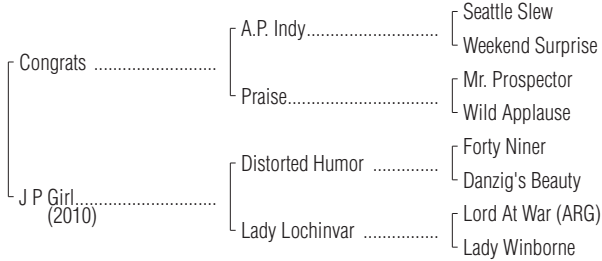 Seattle Slew
A.P. Indy..............................
Weekend Surprise
Congrats ............................
Mr. Prospector
Praise..................................
Wild Applause
Forty Niner
Distorted Humor ...............
Danzig's Beauty
J P Girl................................
(2010)
Lord At War (ARG)
Lady Lochinvar .................
Lady Winborne